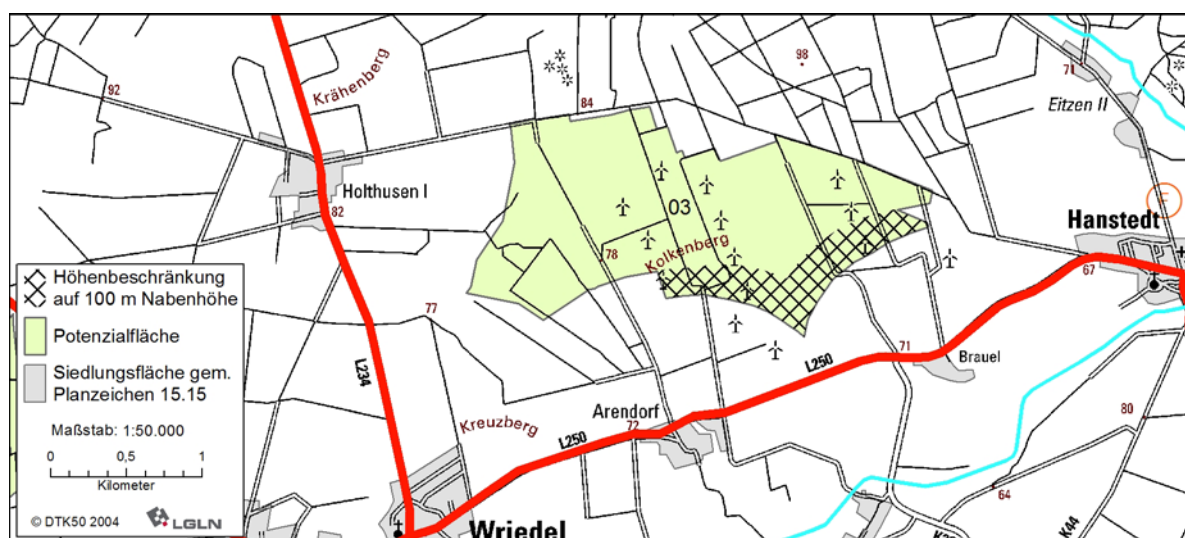 92
Krähenberg
84
98
71
Eitzen II
Holthusen I
82
03
F
Hanstedt
78
Kolkenberg
67
77
L234
71
L250
Brauel
Arendorf
72
L250
Kreuzberg
80
64
Wriedel
K44
Höhenbeschränkung
auf 100 m Nabenhöhe
Potenzialfläche
Siedlungsfläche gem.
Planzeichen 15.15
Maßstab: 1:50.000
0 0,5 1
Kilometer
© DTK50 2004
LGLN